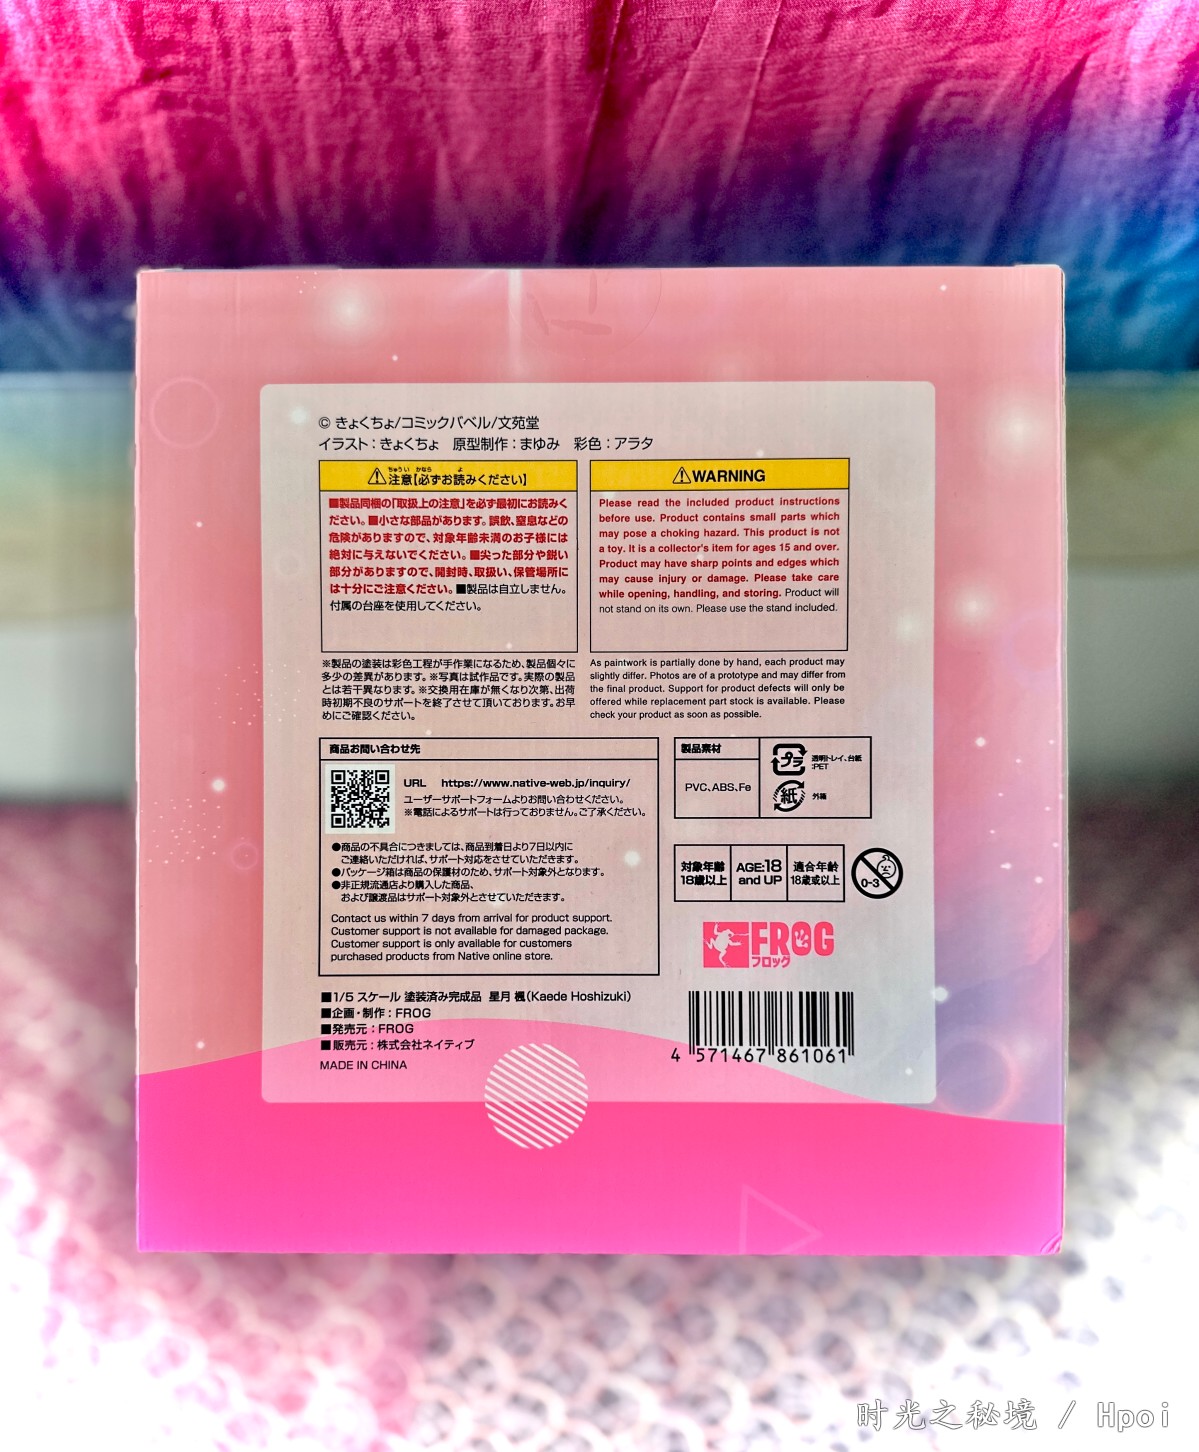 © きょくちょ/コミックバベル/文苑堂
イラスト：きょくちょ　原型制作：まゆみ　彩色：アラタ
ちゅうい かなら よ
⚠注意【必ずお読みください】
■製品同梱の「取扱上の注意」を必ず最初にお読みく
ださい。■小さな部品があります。誤飲、窒息などの
危険がありますので、対象年齢未満のお子様には
絶対に与えないでください。■尖った部分や鋭い
部分がありますので、開封時、取扱い、保管場所に
は十分にご注意ください。■製品は自立しません。
付属の台座を使用してください。
⚠WARNING
Please read the included product instructions
before use. Product contains small parts which
may pose a choking hazard. This product is not
a toy. It is a collector's item for ages 15 and over.
Product may have sharp points and edges which
may cause injury or damage. Please take care
while opening, handling, and storing. Product will
not stand on its own. Please use the stand included.
※製品の塗装は彩色工程が手作業になるため、製品個々に
多少の差異があります。※写真は試作品です。実際の製品
とは若干異なります。※交換用在庫が無くなり次第、出荷
時初期不良のサポートを終了させて頂いております。お早
めにご確認ください。
As paintwork is partially done by hand, each product may
slightly differ. Photos are of a prototype and may differ from
the final product. Support for product defects will only be
offered while replacement part stock is available. Please
check your product as soon as possible.
商品お問い合わせ先
URL　https://www.native-web.jp/inquiry/
ユーザーサポートフォームよりお問い合わせください。
※電話によるサポートは行っておりません。ご了承ください。
●商品の不具合につきましては、商品到着日より7日以内に
ご連絡いただければ、サポート対応をさせていただきます。
●パッケージ箱は商品の保護材のため、サポート対象外となります。
●非正規流通店より購入した商品、
および譲渡品はサポート対象外とさせていただきます。
Contact us within 7 days from arrival for product support.
Customer support is not available for damaged package.
Customer support is only available for customers
purchased products from Native online store.
製品素材
PVC、ABS、Fe
プラ
透明トレイ、台紙
:PET
紙
外箱
対象年齢
18歳以上
AGE:18
and UP
適合年齢
18歲或以上
0-3
FROG
フロッグ
■1/5 スケール 塗装済み完成品　星月 楓（Kaede Hoshizuki）
■企画・制作：FROG
■発売元：FROG
■販売元：株式会社ネイティブ
MADE IN CHINA
4 571467 861061
时光之秘境 / Hpoi